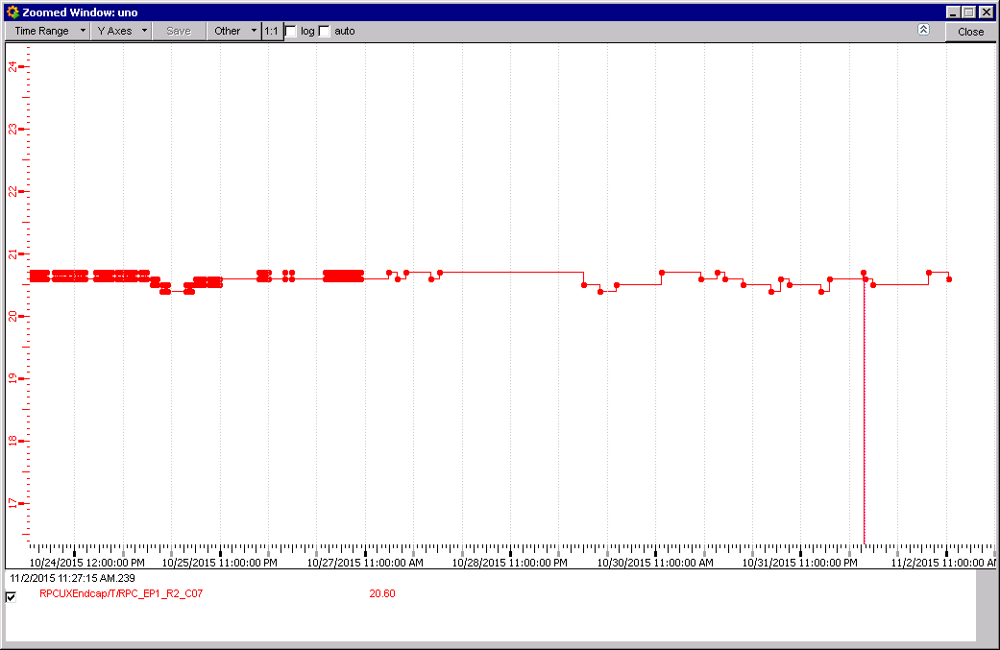 Zoomed Window: uno
Time Range Y Axes Save Other 1:1 log auto Close
24
23
22
21
20
19
18
17
10/24/2015 12:00:00 PM 10/25/2015 11:00:00 PM 10/27/2015 11:00:00 AM 10/28/2015 11:00:00 PM 10/30/2015 11:00:00 AM 10/31/2015 11:00:00 PM 11/2/2015 11:00:00 AM
11/2/2015 11:27:15 AM.239
RPCUXEndcap/T/RPC_EP1_R2_C07 20.60